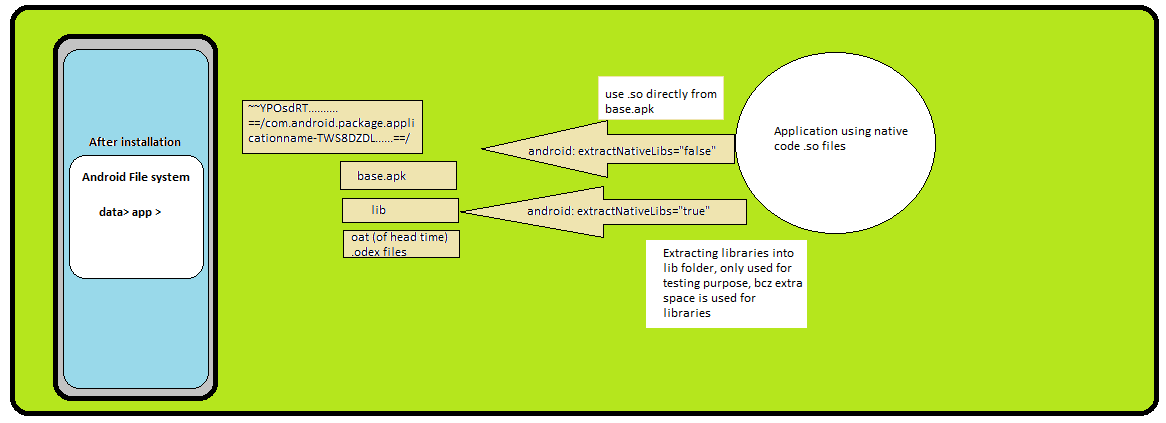 After installation
Android File system
data> app >
~~YPOsdRT..........
==/com.android.package.appli
cationname-TWS8DZDL......==/
base.apk
lib
oat (of head time)
.odex files
use .so directly from
base.apk
android: extractNativeLibs="false"
android: extractNativeLibs="true"
Application using native
code .so files
Extracting libraries into
lib folder, only used for
testing purpose, bcz extra
space is used for
libraries